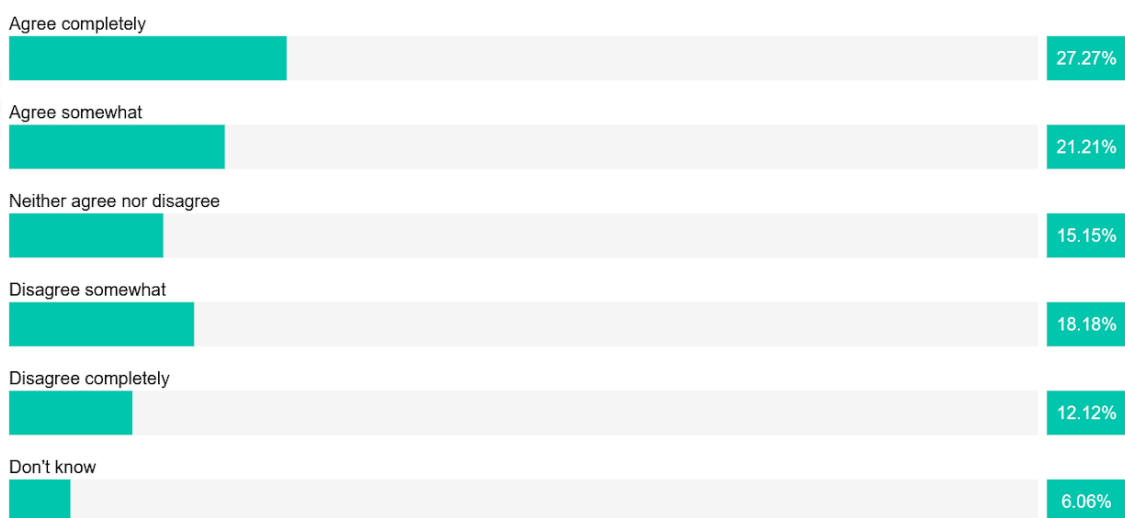 Agree completely
27.27%
Agree somewhat
21.21%
Neither agree nor disagree
15.15%
Disagree somewhat
18.18%
Disagree completely
12.12%
Don't know
6.06%